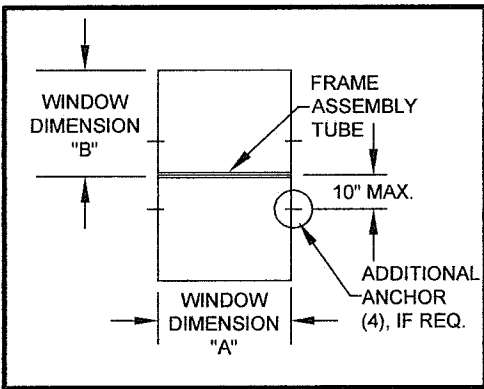 WINDOW
DIMENSION
"B"
FRAME
ASSEMBLY
TUBE
10" MAX.
ADDITIONAL
ANCHOR
(4), IF REQ.
WINDOW
DIMENSION
"A"